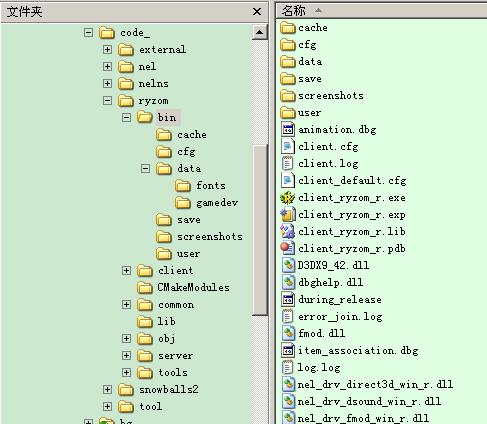 文件夹
code_
external
nel
nelns
ryzom
bin
cache
cfg
data
fonts
gamedev
save
screenshots
user
client
CMakeModules
common
lib
obj
server
tools
snowballs2
tool
bg
名称
cache
cfg
data
save
screenshots
user
animation.dbg
client.cfg
client.log
client_default.cfg
client_ryzom_r.exe
client_ryzom_r.exp
client_ryzom_r.lib
client_ryzom_r.pdb
D3DX9_42.dll
dbghelp.dll
during_release
error_join.log
fmod.dll
item_association.dbg
log.log
nel_drv_direct3d_win_r.dll
nel_drv_dsound_win_r.dll
nel_drv_fmod_win_r.dll